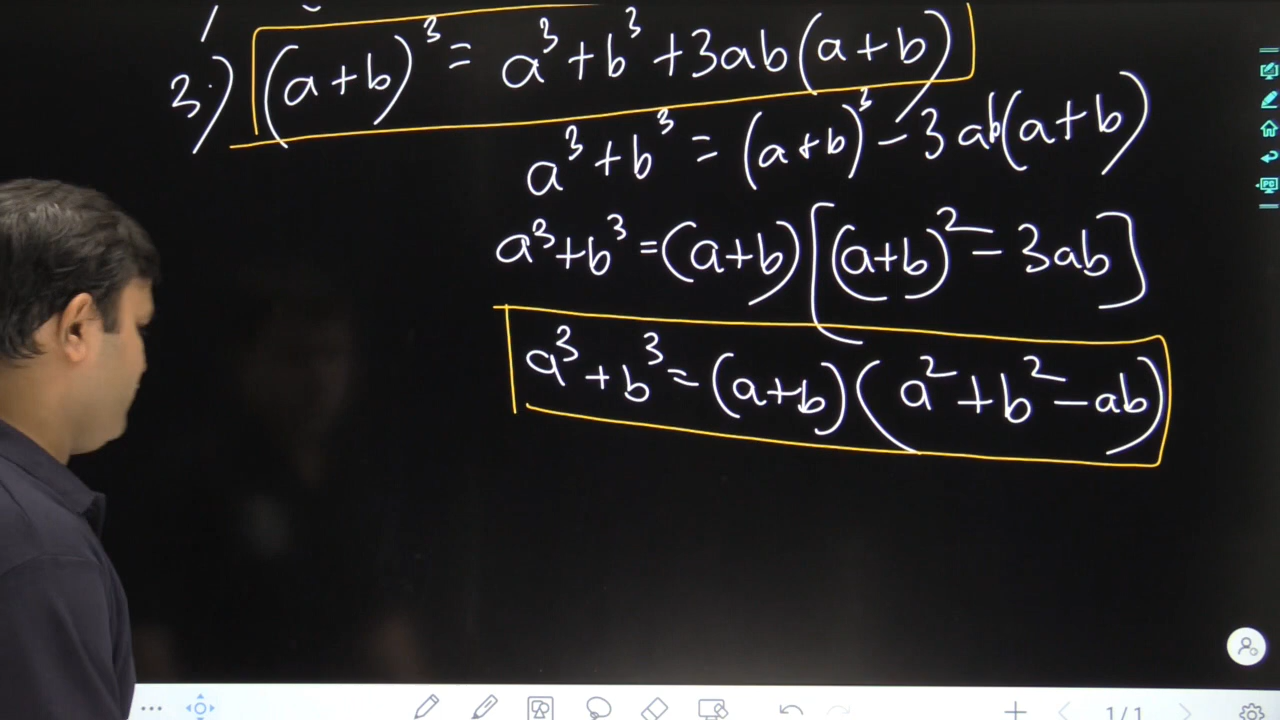 3.) (a+b)³ = a³+b³+3ab(a+b)
a³+b³ = (a+b)³-3ab(a+b)
a³+b³=(a+b)[(a+b)²-3ab]
a³+b³=(a+b)(a²+b²-ab)
PC
1/1